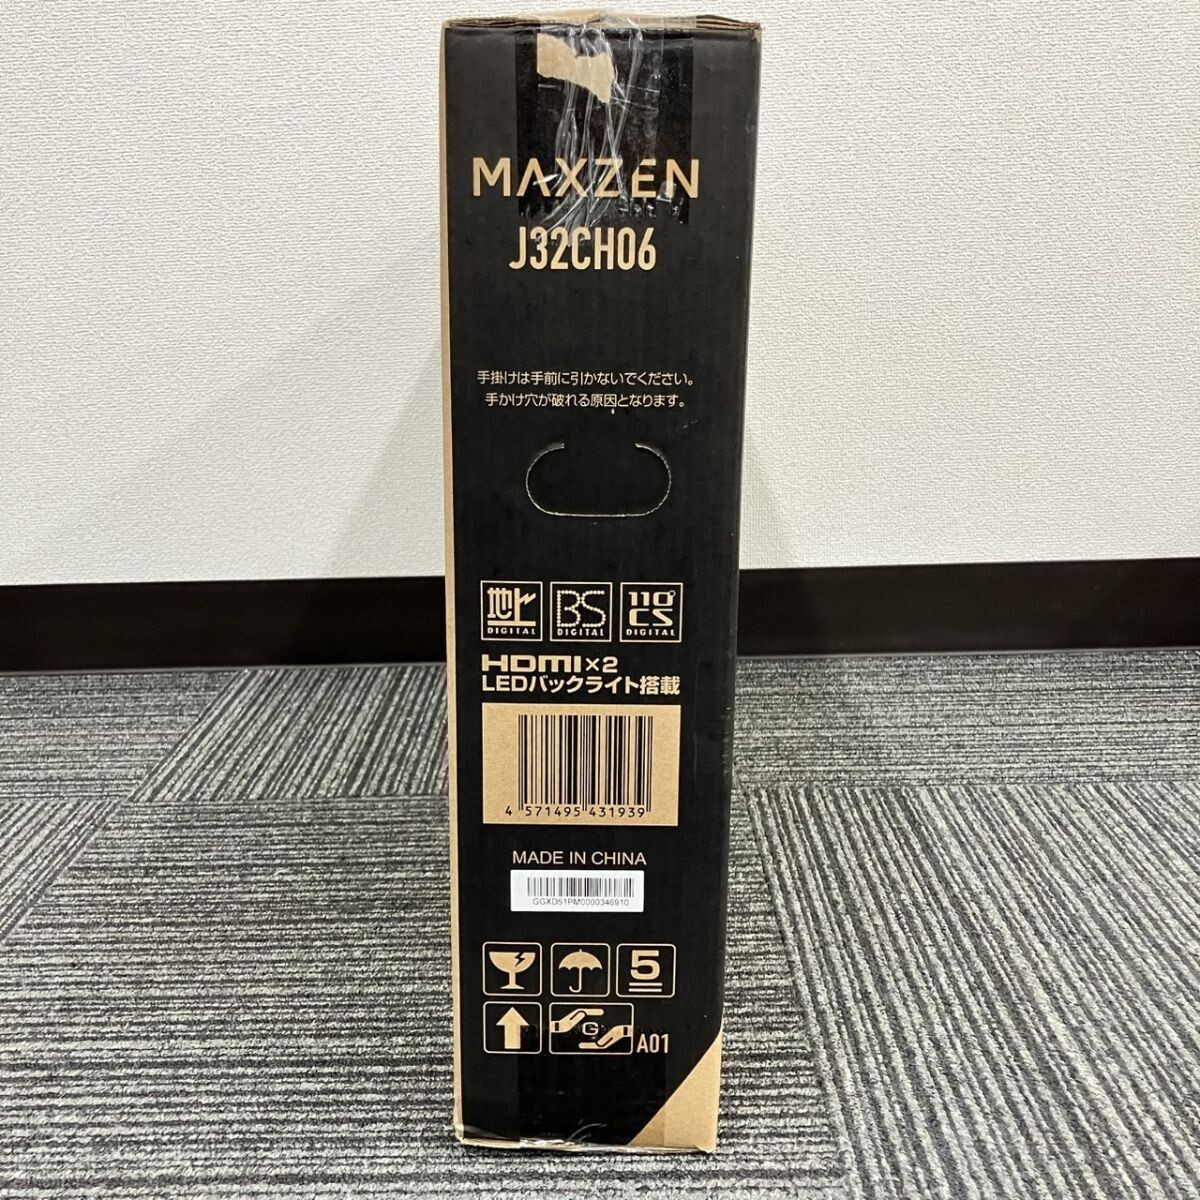 MAXZEN
J32CH06
手掛けは手前に引かないでください。
手かけ穴が破れる原因となります。
地上 BS 110°CS
DIGITAL DIGITAL DIGITAL
HDMI×2
LEDバックライト搭載
4 571495 431939
MADE IN CHINA
GGXD51PM0000346910
5
G
A01